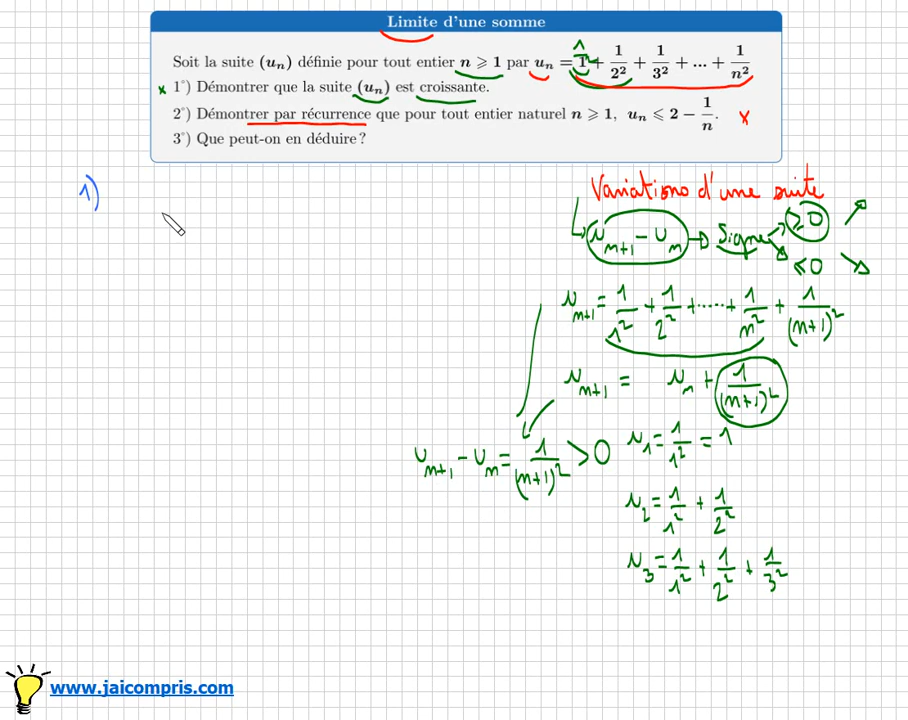 Limite d'une somme
Soit la suite (uₙ) définie pour tout entier n ⩾ 1 par uₙ = 1 + 1/2² + 1/3² + ... + 1/n²
1°) Démontrer que la suite (uₙ) est croissante.
2°) Démontrer par récurrence que pour tout entier naturel n ⩾ 1, uₙ ⩽ 2 − 1/n.
3°) Que peut-on en déduire ?
1)
Variations d'une suite
uₙ₊₁ − uₙ → Signe ≥ 0 ↗
≤ 0 ↘
uₙ₊₁ = 1/1² + 1/2² + ..... + 1/n² + 1/(n+1)²
uₙ₊₁ = uₙ + 1/(n+1)²
uₙ₊₁ − uₙ = 1/(n+1)² > 0
u₁ = 1/1² = 1
u₂ = 1/1² + 1/2²
u₃ = 1/1² + 1/2² + 1/3²
www.jaicompris.com